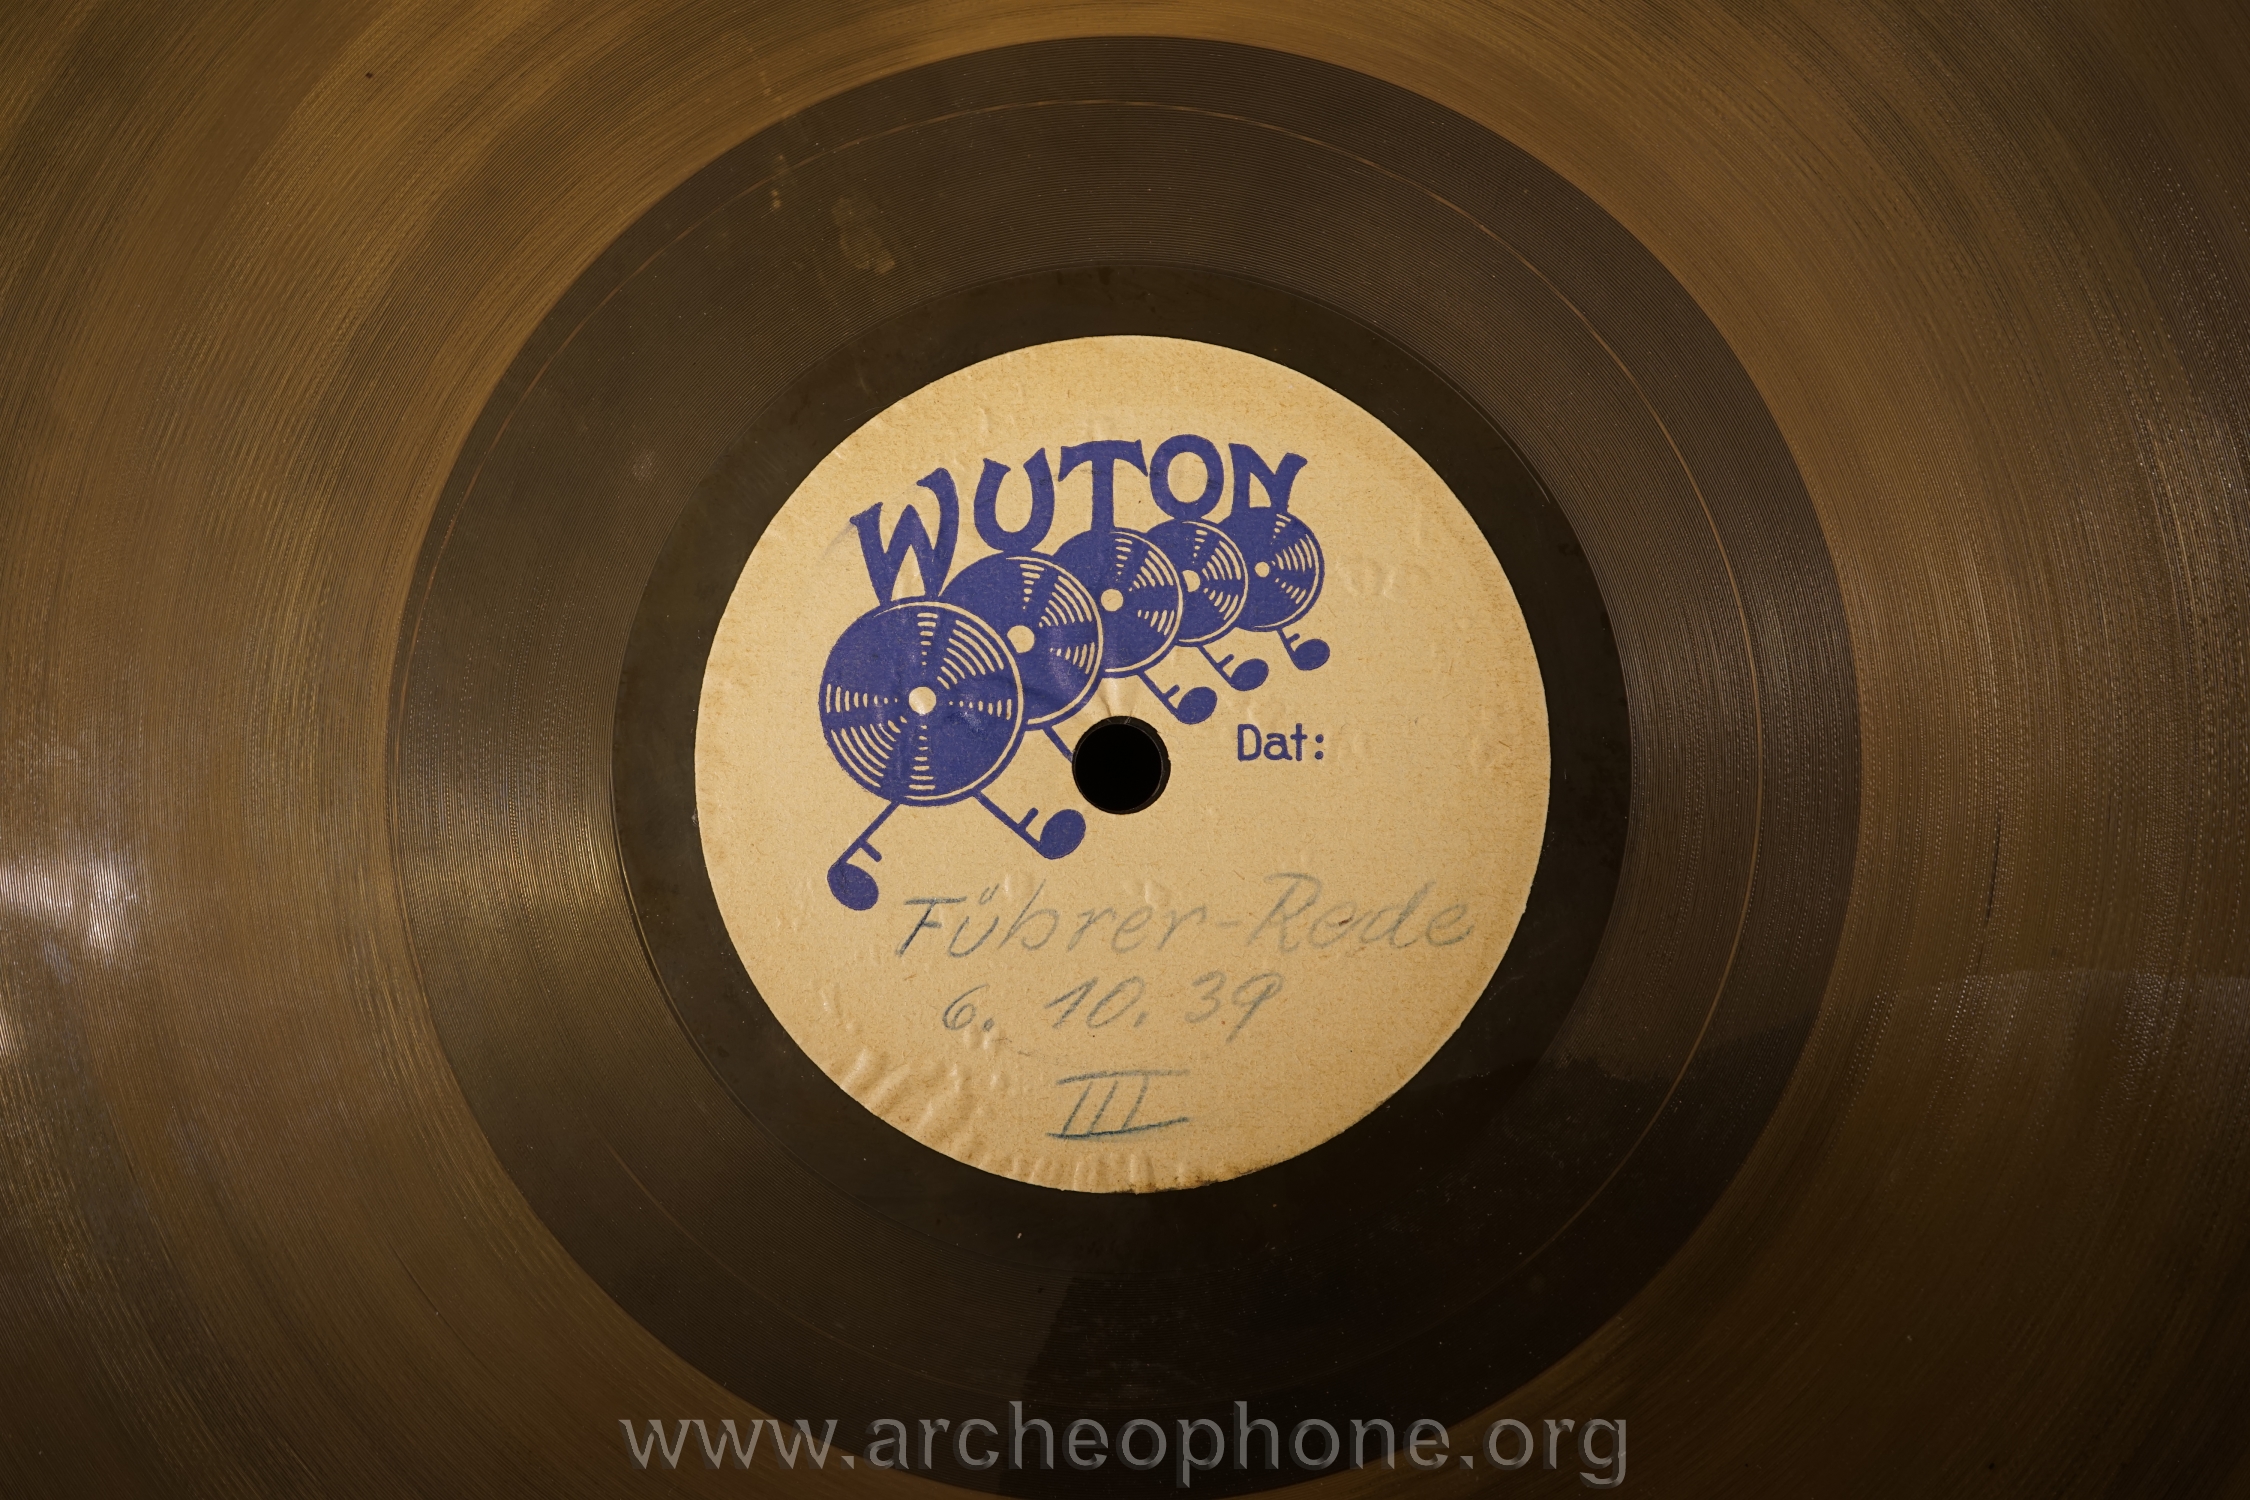 WUTON
Dat:
Führer-Rede
6. 10. 39
III
www.archeophone.org